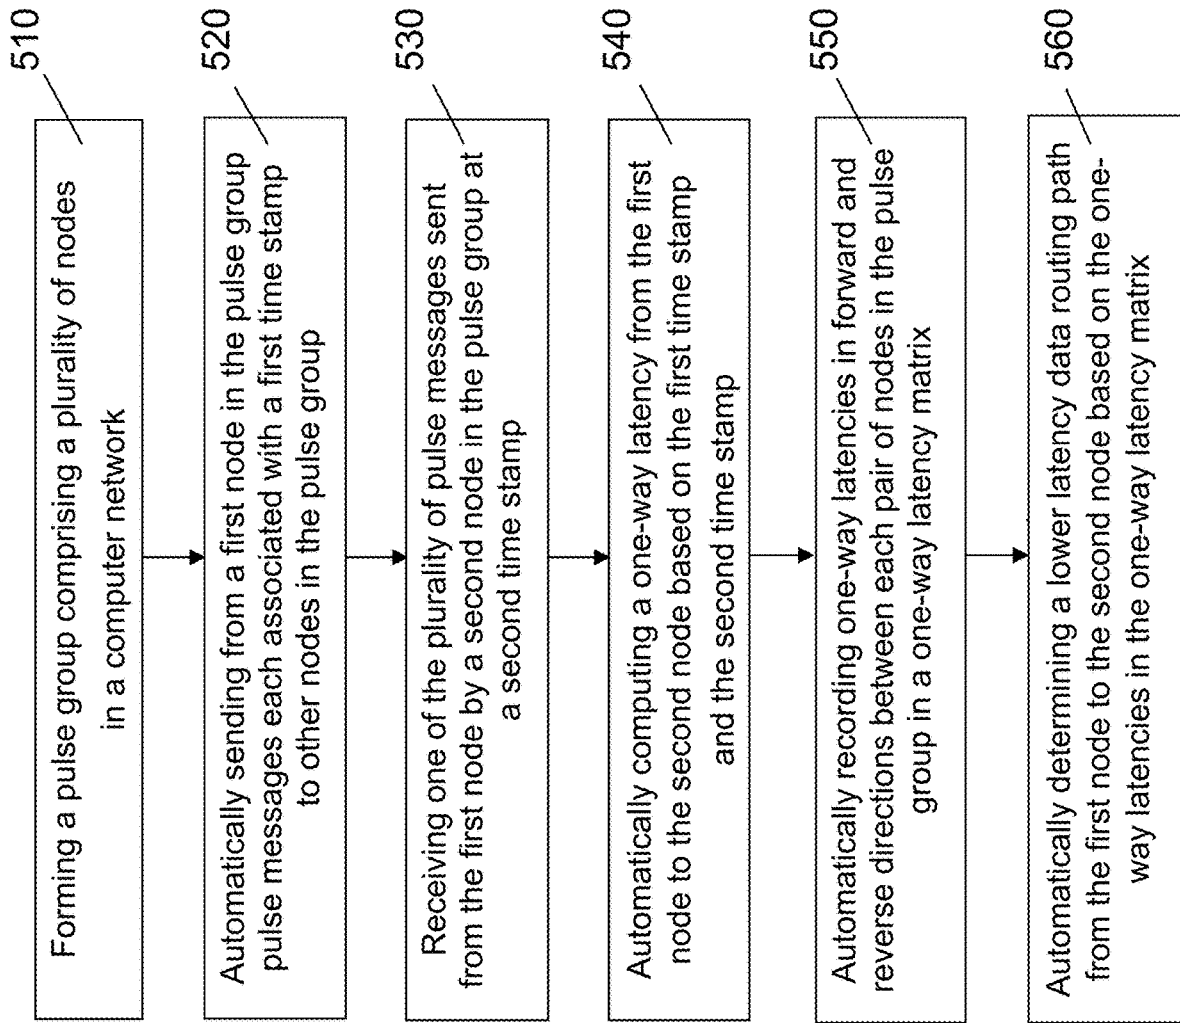 510
Forming a pulse group comprising a plurality of nodes
in a computer network
520
Automatically sending from a first node in the pulse group
pulse messages each associated with a first time stamp
to other nodes in the pulse group
530
Receiving one of the plurality of pulse messages sent
from the first node by a second node in the pulse group at
a second time stamp
540
Automatically computing a one-way latency from the first
node to the second node based on the first time stamp
and the second time stamp
550
Automatically recording one-way latencies in forward and
reverse directions between each pair of nodes in the pulse
group in a one-way latency matrix
560
Automatically determining a lower latency data routing path
from the first node to the second node based on the one-
way latencies in the one-way latency matrix